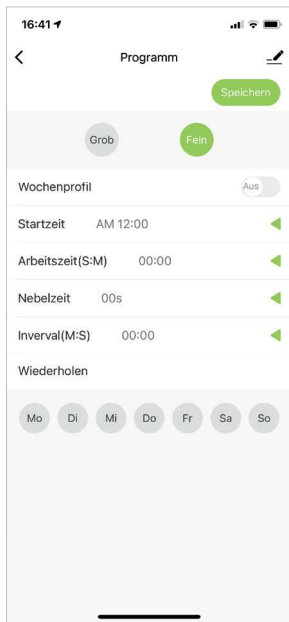 16:41
Programm
Speichern
Grob Fein
Wochenprofil Aus
Startzeit AM 12:00
Arbeitszeit(S:M) 00:00
Nebelzeit 00s
Inverval(M:S) 00:00
Wiederholen
Mo Di Mi Do Fr Sa So